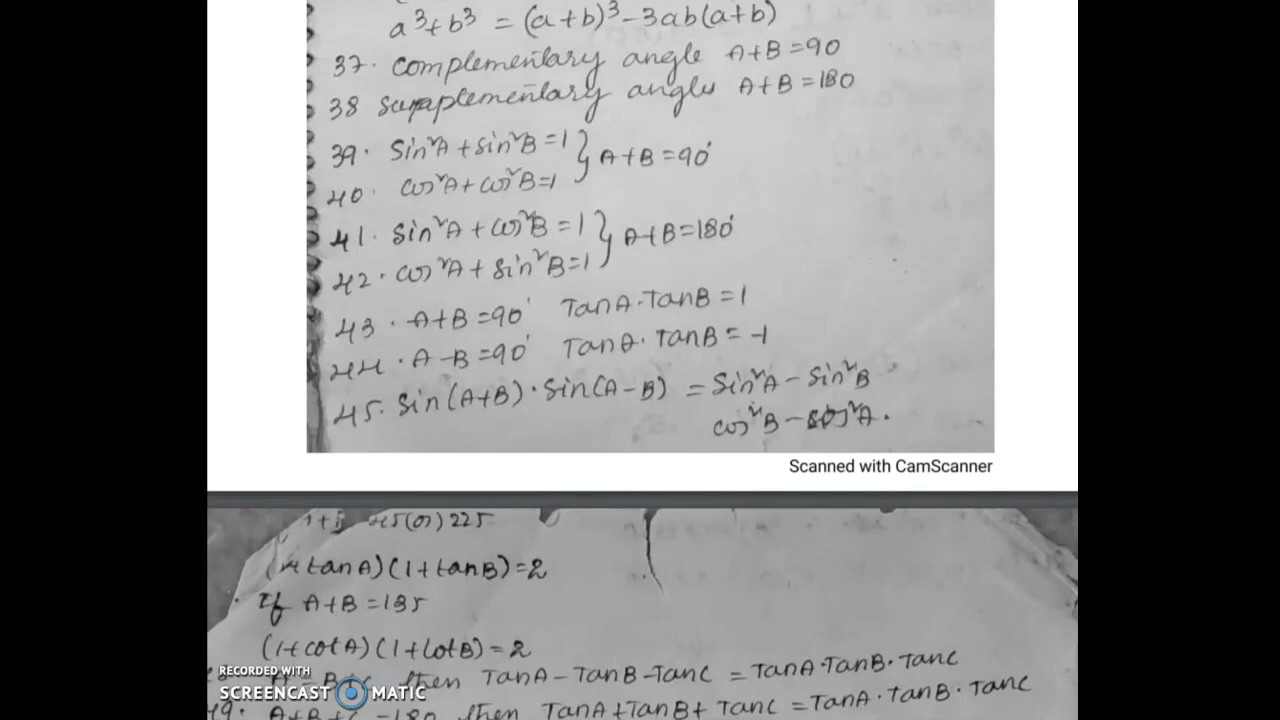 a³+b³ = (a+b)³-3ab(a+b)
37. complementary angle A+B=90
38 supplementary angles A+B=180
39. Sin²A + sin²B=1 } A+B=90°
40. cos²A + cos²B=1
41. sin²A + cos²B=1 } A+B=180°
42. cos²A + sin²B=1
43. A+B=90° TanA.TanB=1
44. A-B=90° TanA.TanB=-1
45. sin(A+B).sin(A-B) = sin²A - sin²B
cos²B - cos²A.
Scanned with CamScanner
45(or) 225
tanA)(1+tanB)=2
If A+B=135
(1+cotA)(1+cotB)=2
then TanA-TanB-TanC = TanA.TanB.TanC
RECORDED WITH
SCREENCAST MATIC
A+B+C=180 then TanA+TanB+TanC = TanA.tanB.TanC